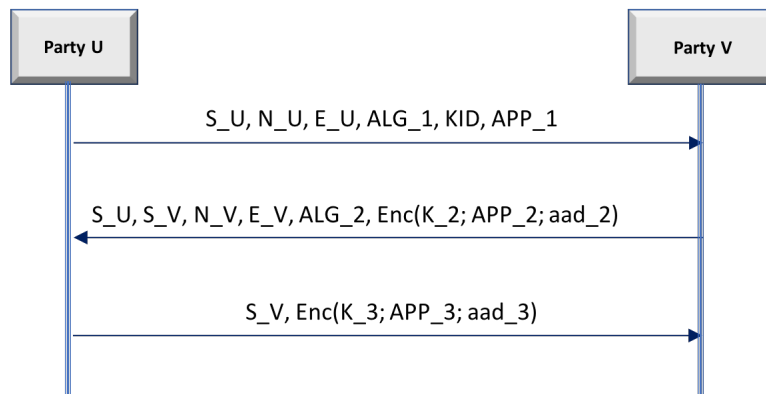 Party U
Party V
S_U, N_U, E_U, ALG_1, KID, APP_1
S_U, S_V, N_V, E_V, ALG_2, Enc(K_2; APP_2; aad_2)
S_V, Enc(K_3; APP_3; aad_3)